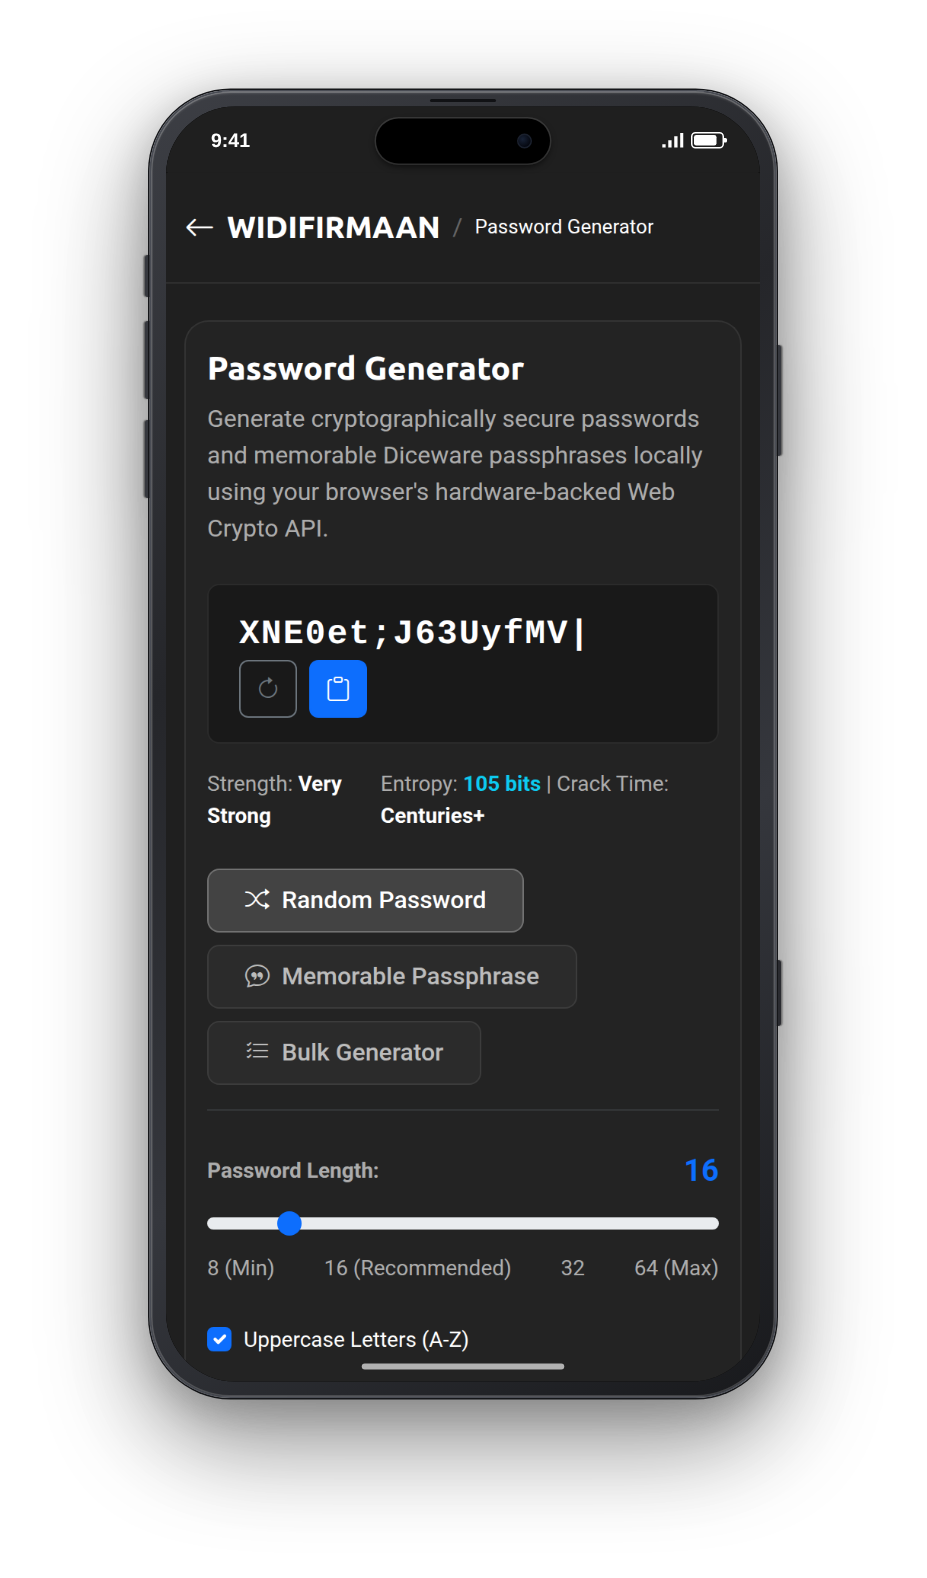 9:41
WIDIFIRMAAN / Password Generator
Password Generator
Generate cryptographically secure passwords
and memorable Diceware passphrases locally
using your browser's hardware-backed Web
Crypto API.
XNE0et;J63UyfMV|
Strength: Very Strong
Entropy: 105 bits | Crack Time: Centuries+
Random Password
Memorable Passphrase
Bulk Generator
Password Length: 16
8 (Min) 16 (Recommended) 32 64 (Max)
Uppercase Letters (A-Z)